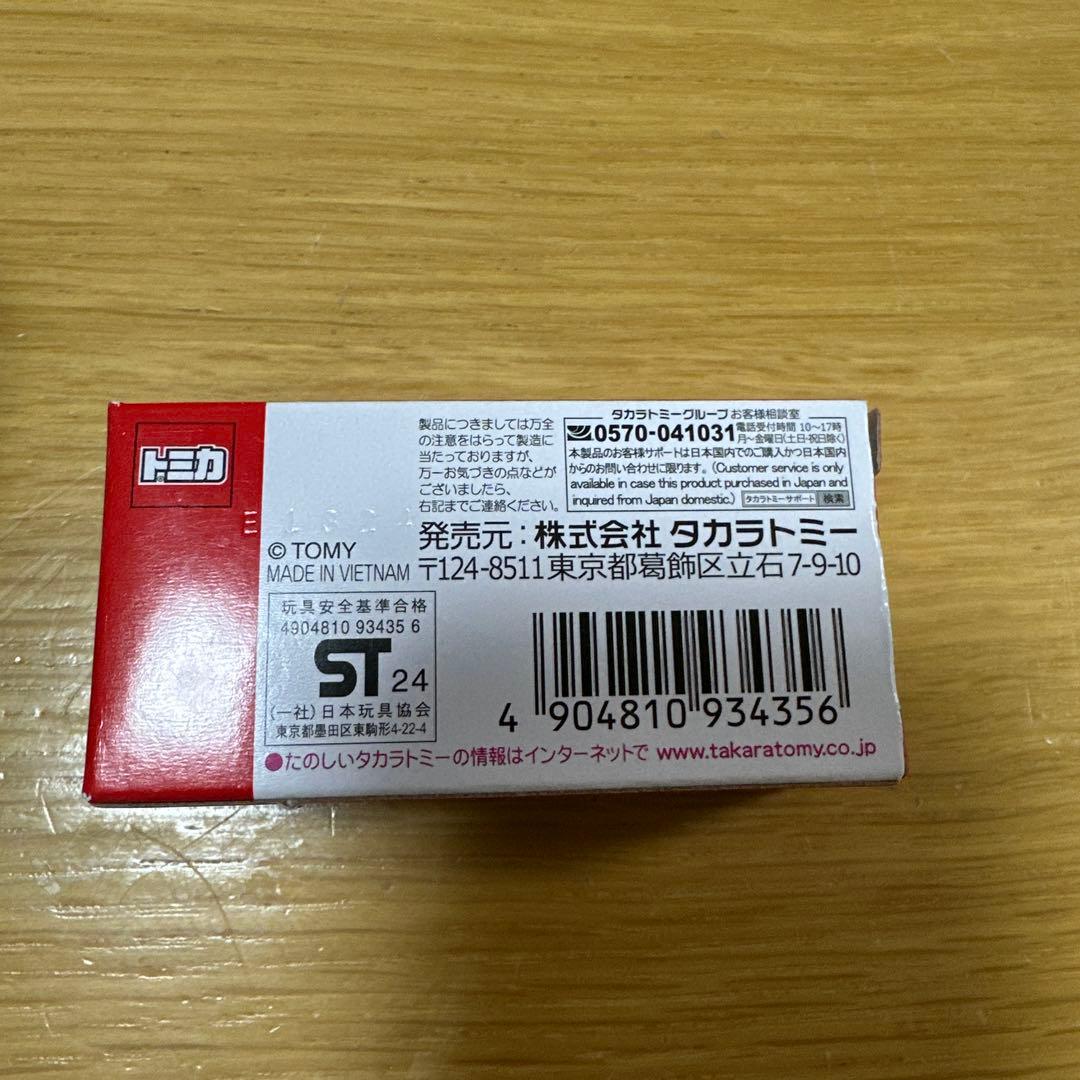 トミカ
製品につきましては万全
の注意をはらって製造に
当たっておりますが、
万一お気づきの点などが
ございましたら、
右記までご連絡ください。
タカラトミーグループ お客様相談室
0570-041031 電話受付時間 10〜17時
月〜金曜日(土日・祝日除く)
本製品のお客様サポートは日本国内でのご購入かつ日本国内
からのお問い合わせに限ります。(Customer service is only
available in case this product purchased in Japan and
inquired from Japan domestic.) タカラトミーサポート 検索
発売元:株式会社 タカラトミー
〒124-8511 東京都葛飾区立石7-9-10
© TOMY
MADE IN VIETNAM
玩具安全基準合格
4904810 93435 6
ST 24
(一社)日本玩具協会
東京都墨田区東駒形4-22-4
4 904810 934356
●たのしいタカラトミーの情報はインターネットで www.takaratomy.co.jp